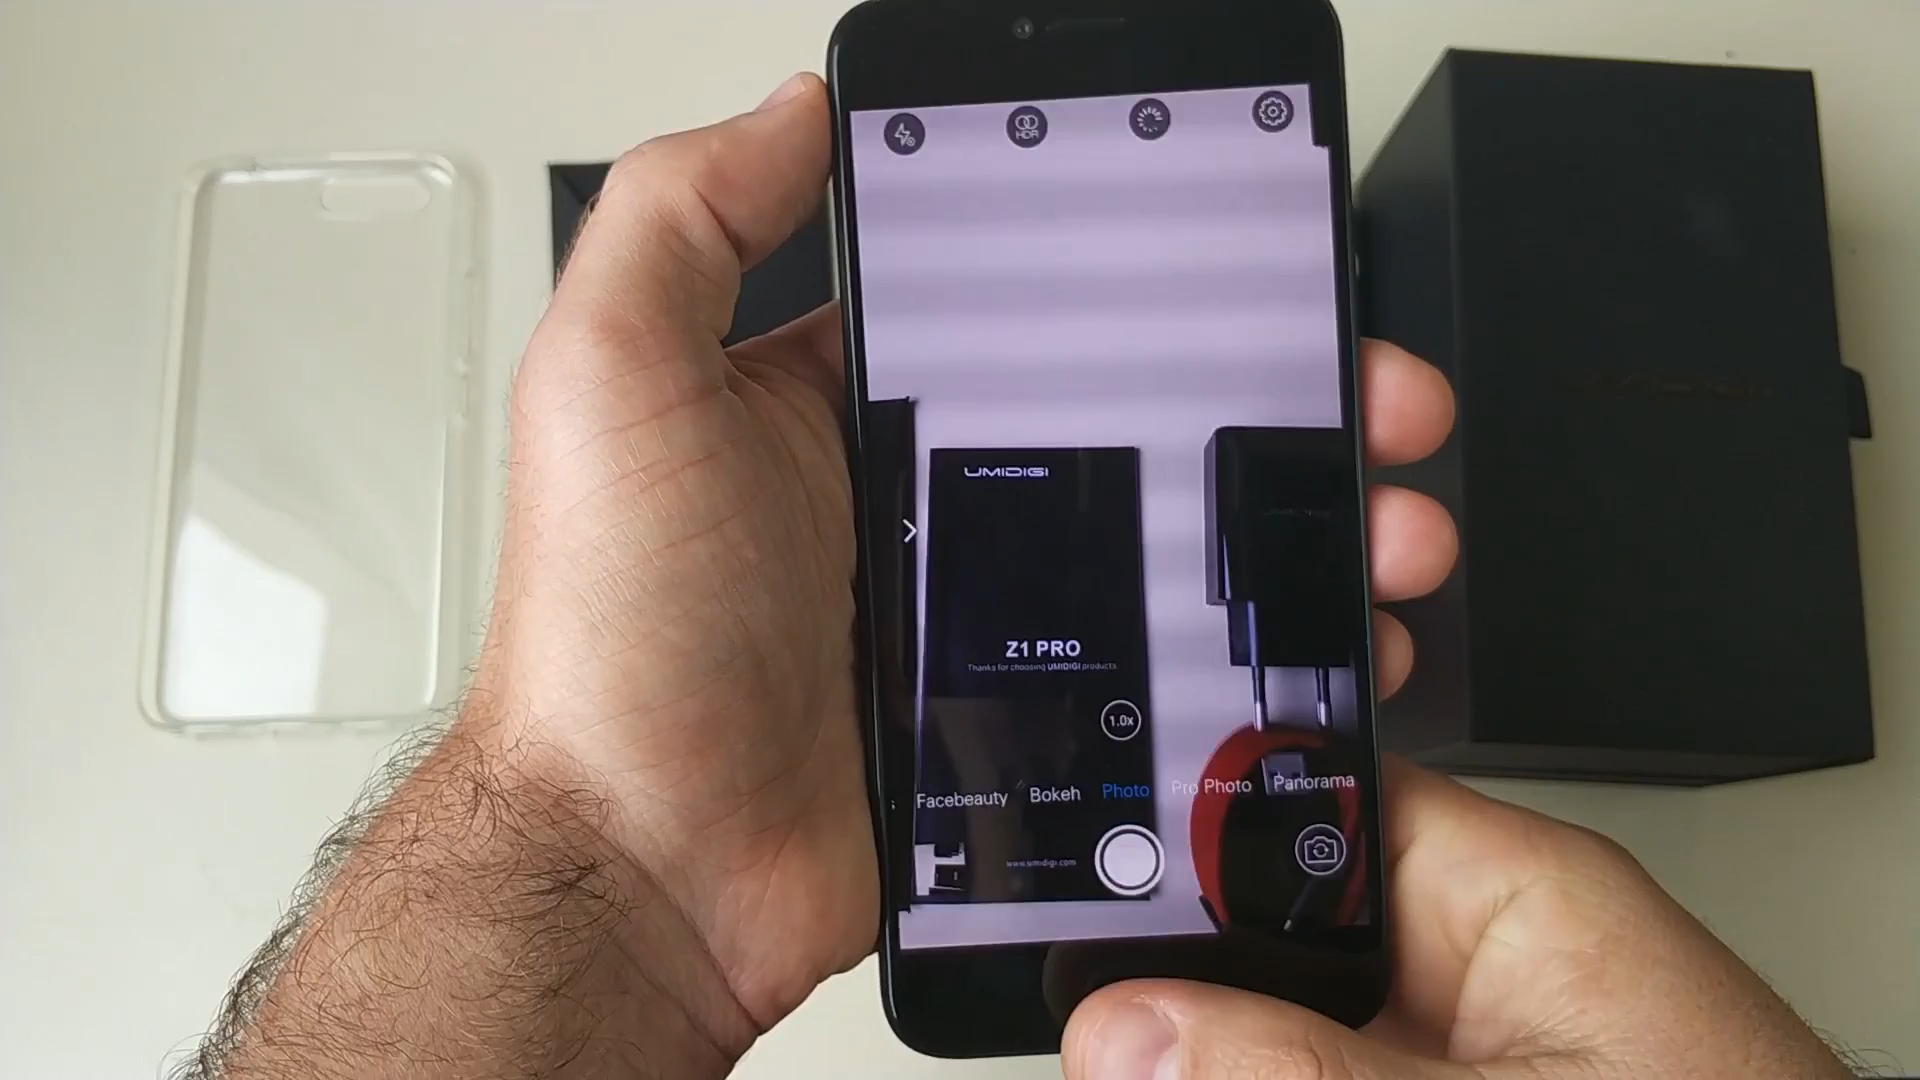 HDR
UMIDIGI
Z1 PRO
Thanks for choosing UMIDIGI products
1.0x
Facebeauty Bokeh Photo Pro Photo Panorama
www.umidigi.com